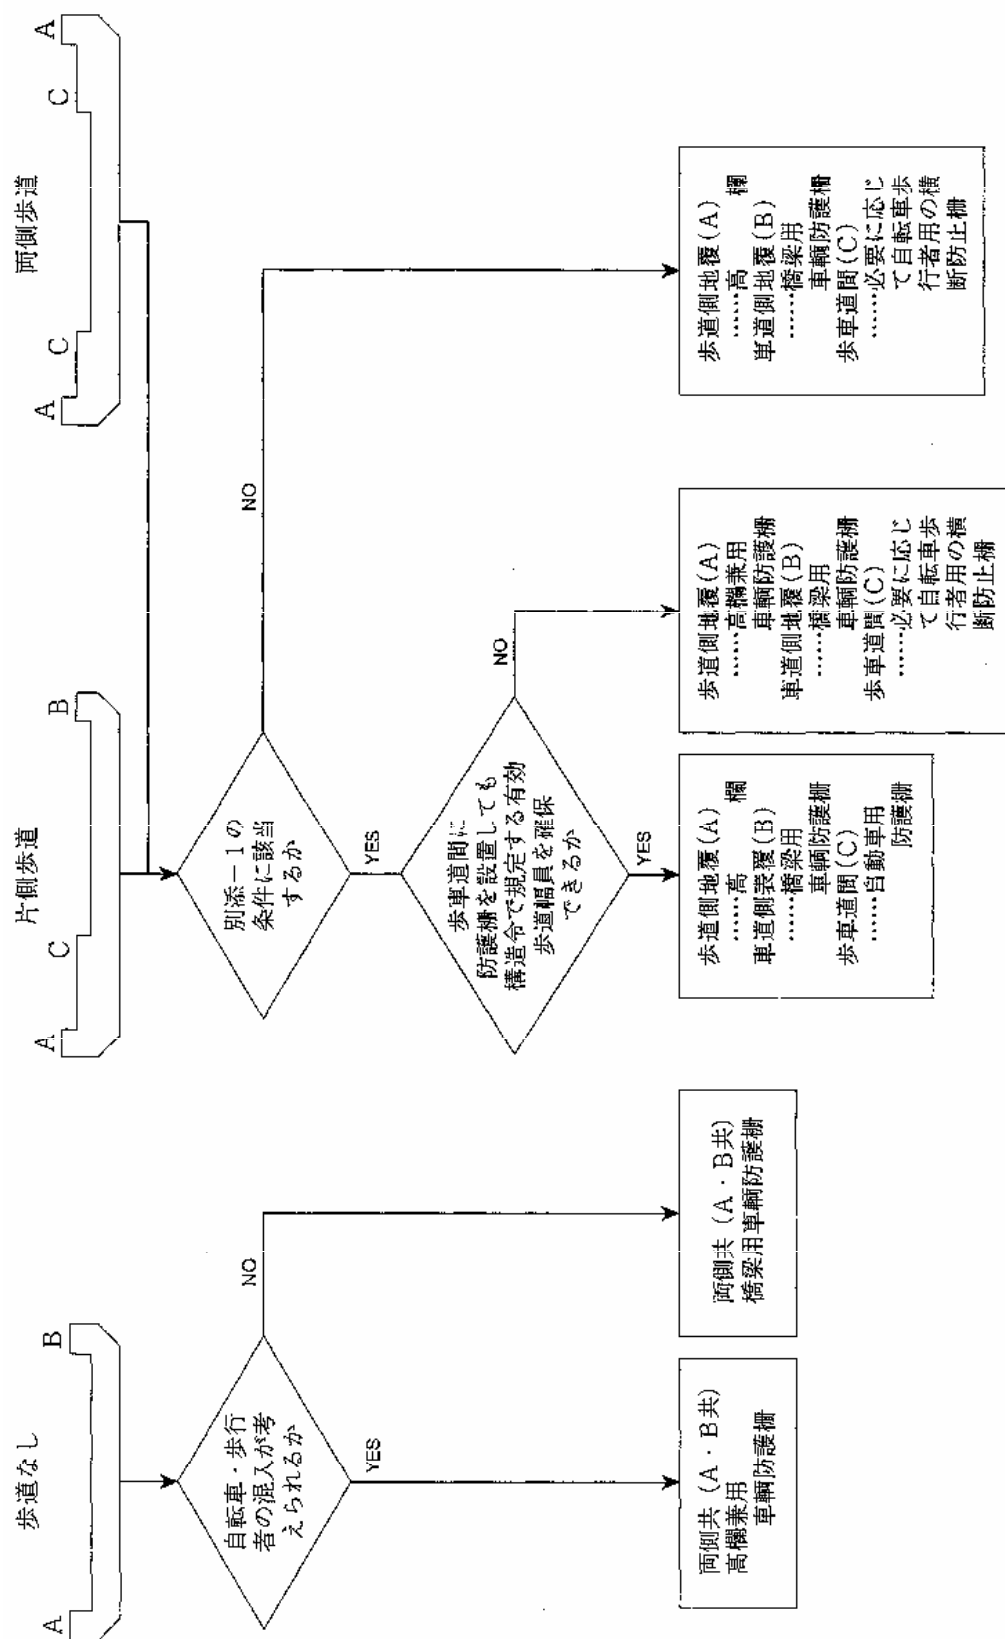 歩道なし
A
B
自転車・歩行
者の混入が考
えられるか
YES
NO
両側共 (A・B共)
高欄兼用
車輌防護柵
両側共 (A・B共)
橋梁用車輌防護柵
片側歩道
A
C
B
両側歩道
A
C
C
A
別添－1の
条件に該当
するか
YES
NO
歩車道間に
防護柵を設置しても
構造令で規定する有効
歩道幅員を確保
できるか
YES
NO
歩道側地覆(A)
……高　　欄
車道側装覆(B)
……橋梁用
車輌防護柵
歩車道間(C)
……自動車用
防護柵
歩道側地覆(A)
……高欄兼用
車輌防護柵
車道側地覆(B)
……橋梁用
車輌防護柵
歩車道間(C)
……必要に応じ
て自転車歩
行者用の横
断防止柵
歩道側地覆(A)
……高　　欄
車道側地覆(B)
……橋梁用
車輌防護柵
歩車道間(C)
……必要に応じ
て自転車歩
行者用の横
断防止柵